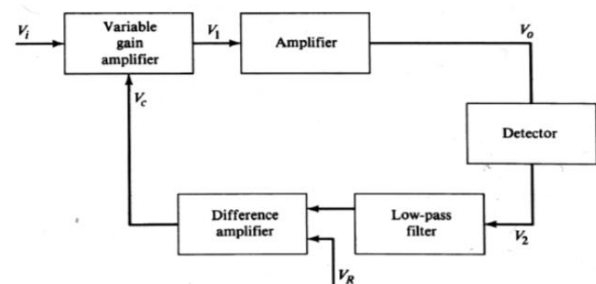 Vi
Variable
gain
amplifier
V1
Amplifier
Vo
Vc
Detector
Difference
amplifier
Low-pass
filter
V2
VR